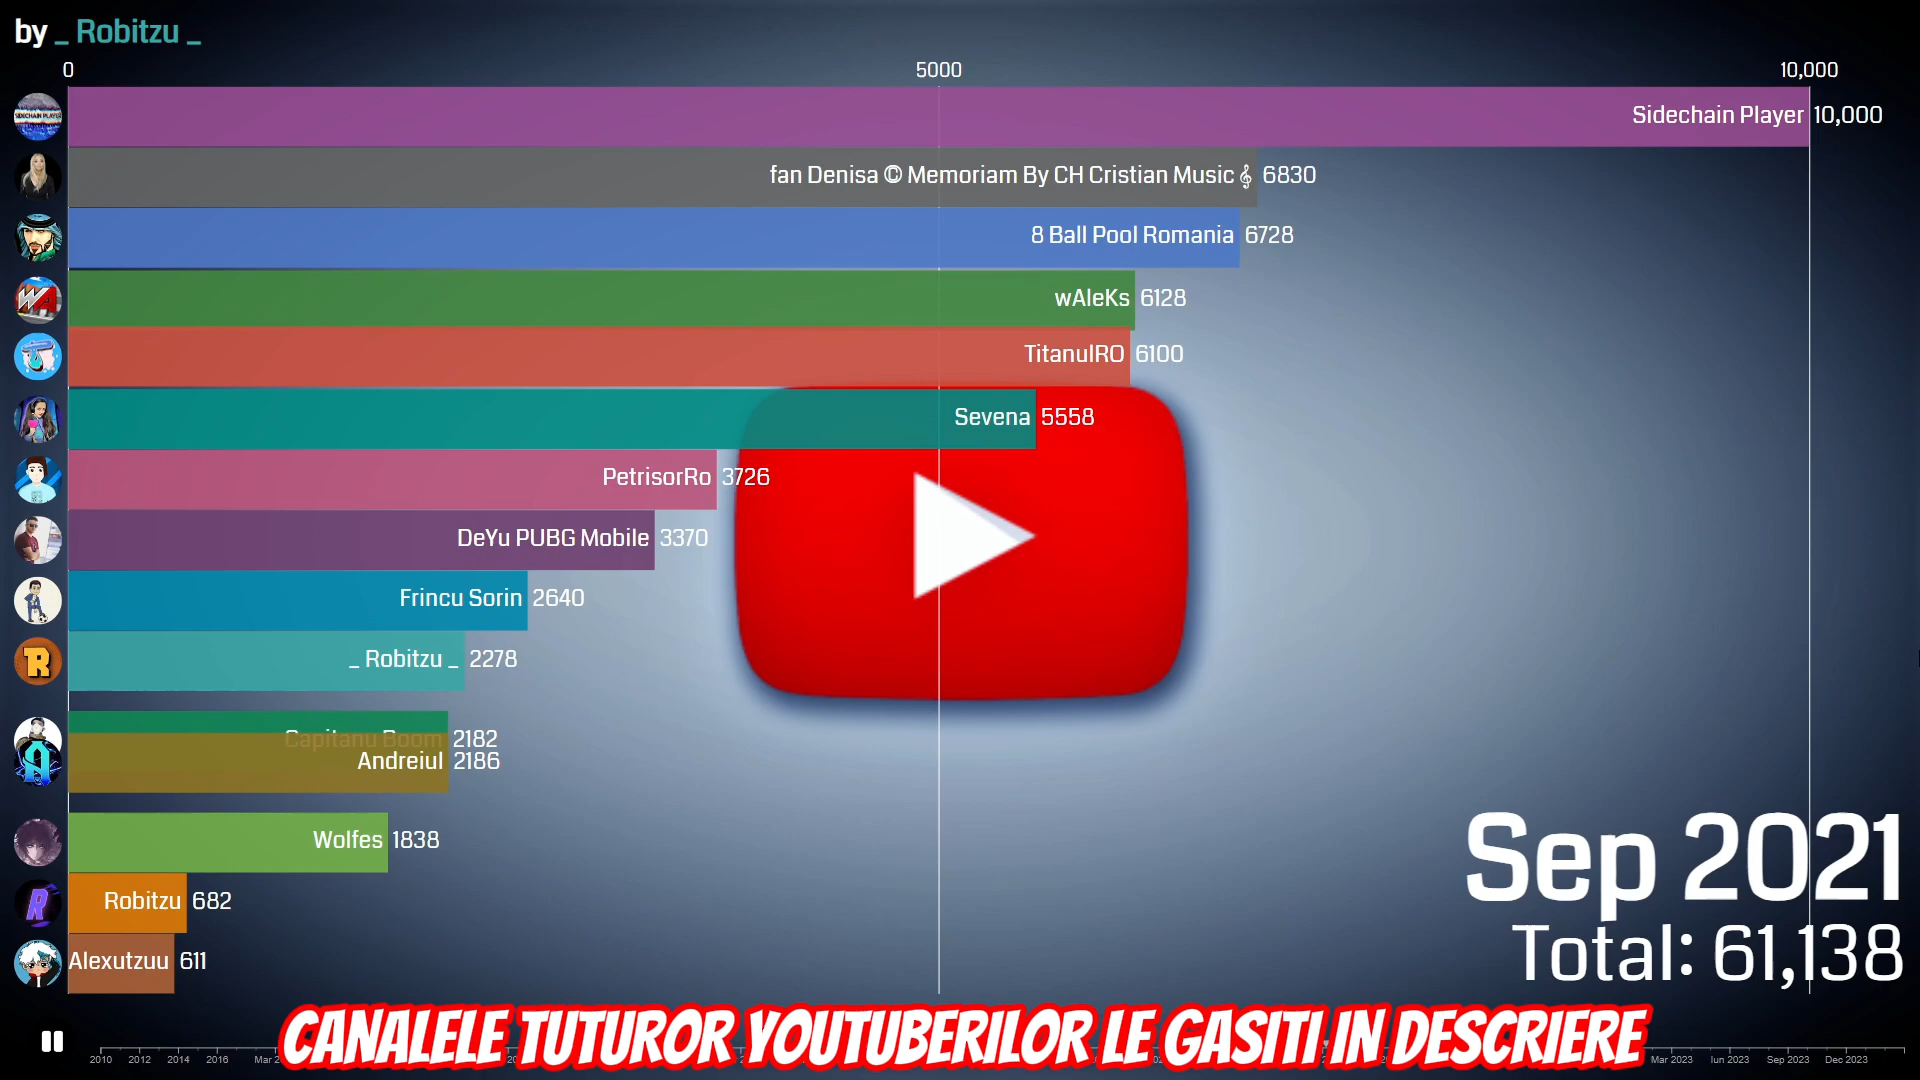 by _ Robitzu _
0 5000 10,000
SIDECHAIN PLAYER
Sidechain Player 10,000
fan Denisa © Memoriam By CH Cristian Music 𝄞 6830
8 Ball Pool Romania 6728
WA
wAleKs 6128
TitanulRO 6100
Sevena 5558
PetrisorRo 3726
DeYu PUBG Mobile 3370
Frincu Sorin 2640
R
_ Robitzu _ 2278
Capitanu Boom 2182
A
Andreiul 2186
Wolfes 1838
R
Robitzu 682
Alexutzuu 611
Sep 2021
Total: 61,138
CANALELE TUTUROR YOUTUBERILOR LE GASITI IN DESCRIERE
2010 2012 2014 2016 Mar 2023 Iun 2023 Sep 2023 Dec 2023